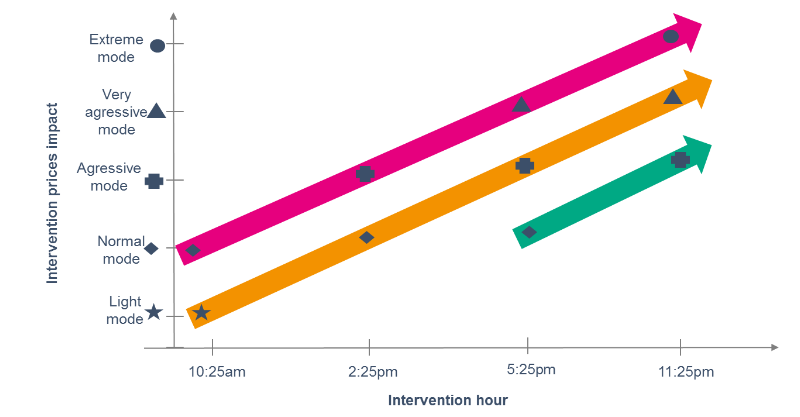 Extreme
mode
Very
agressive
mode
Agressive
mode
Normal
mode
Light
mode
Intervention prices impact
10:25am
2:25pm
5:25pm
11:25pm
Intervention hour